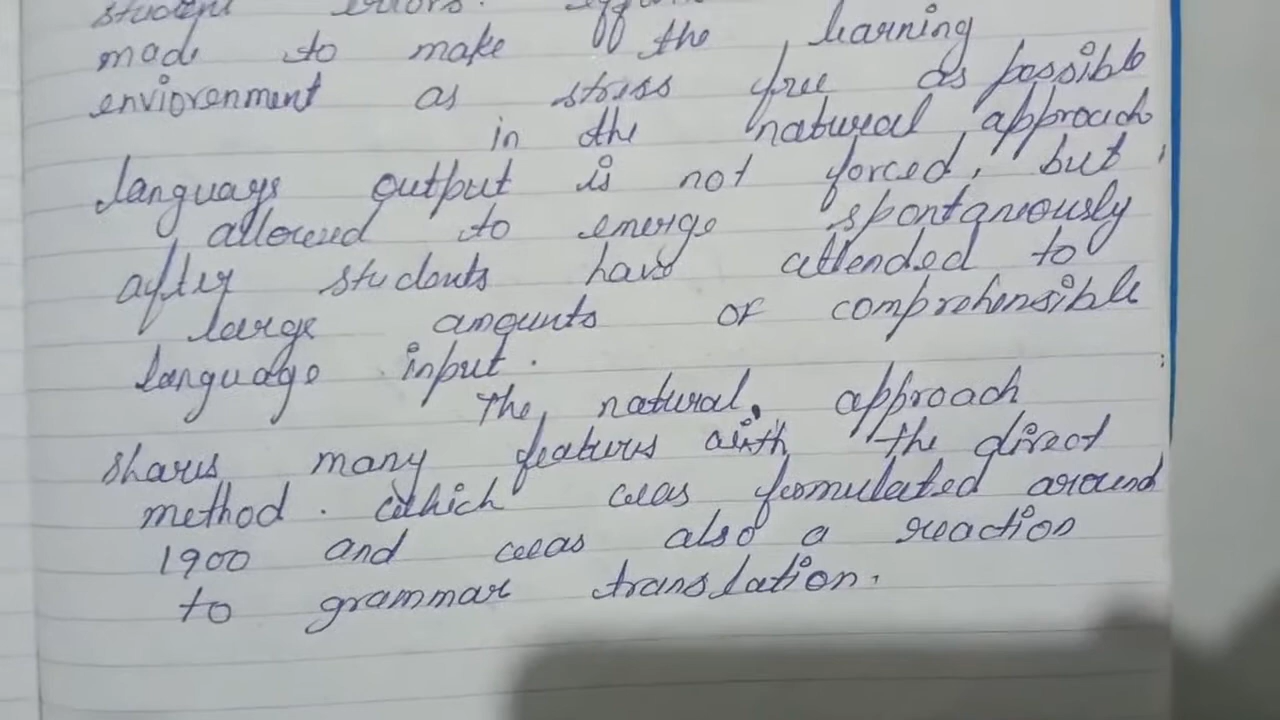 student errors.
made to make the learning
enviorenment as stress free as possible
in the natural approach
language output is not forced, but
allowed to emerge spontaneously
after students have attended to
large amounts of comprehensible
language input.
The natural approach
shares many features with the direct
method. which was formulated around
1900 and was also a reaction
to grammar translation.